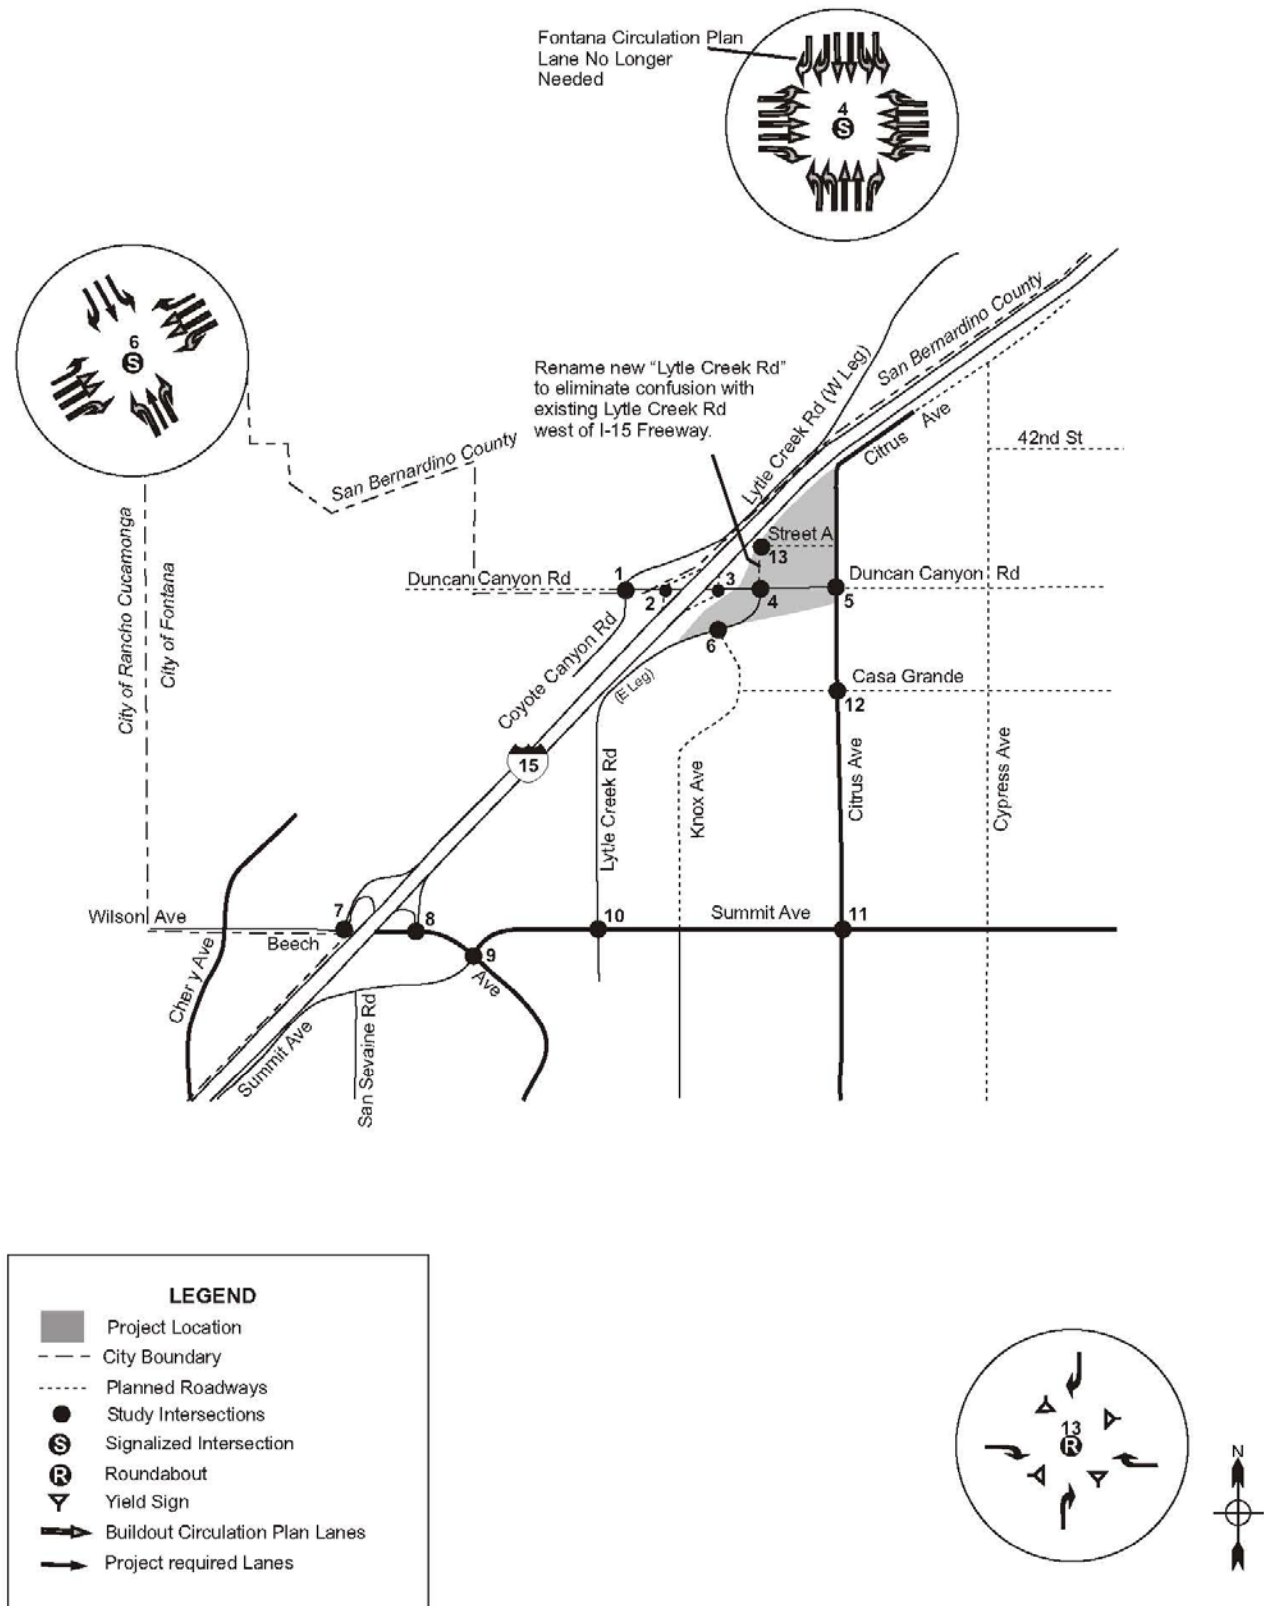 Fontana Circulation Plan
Lane No Longer
Needed
4
S
6
S
Rename new “Lytle Creek Rd”
to eliminate confusion with
existing Lytle Creek Rd
west of I-15 Freeway.
San Bernardino County
Lytle Creek Rd (W Leg)
San Bernardino County
Citrus Ave
42nd St
City of Rancho Cucamonga
City of Fontana
Street A
13
Duncan Canyon Rd
1
2
3
4
Duncan Canyon Rd
5
6
Coyote Canyon Rd
(E Leg)
Casa Grande
12
15
Lytle Creek Rd
Knox Ave
Citrus Ave
Cypress Ave
Wilson Ave
7
8
10
Summit Ave
11
Beech
9
Ave
Cher y Ave
Summit Ave
San Sevaine Rd
LEGEND
Project Location
City Boundary
Planned Roadways
Study Intersections
S Signalized Intersection
R Roundabout
Yield Sign
Buildout Circulation Plan Lanes
Project required Lanes
13
R
N